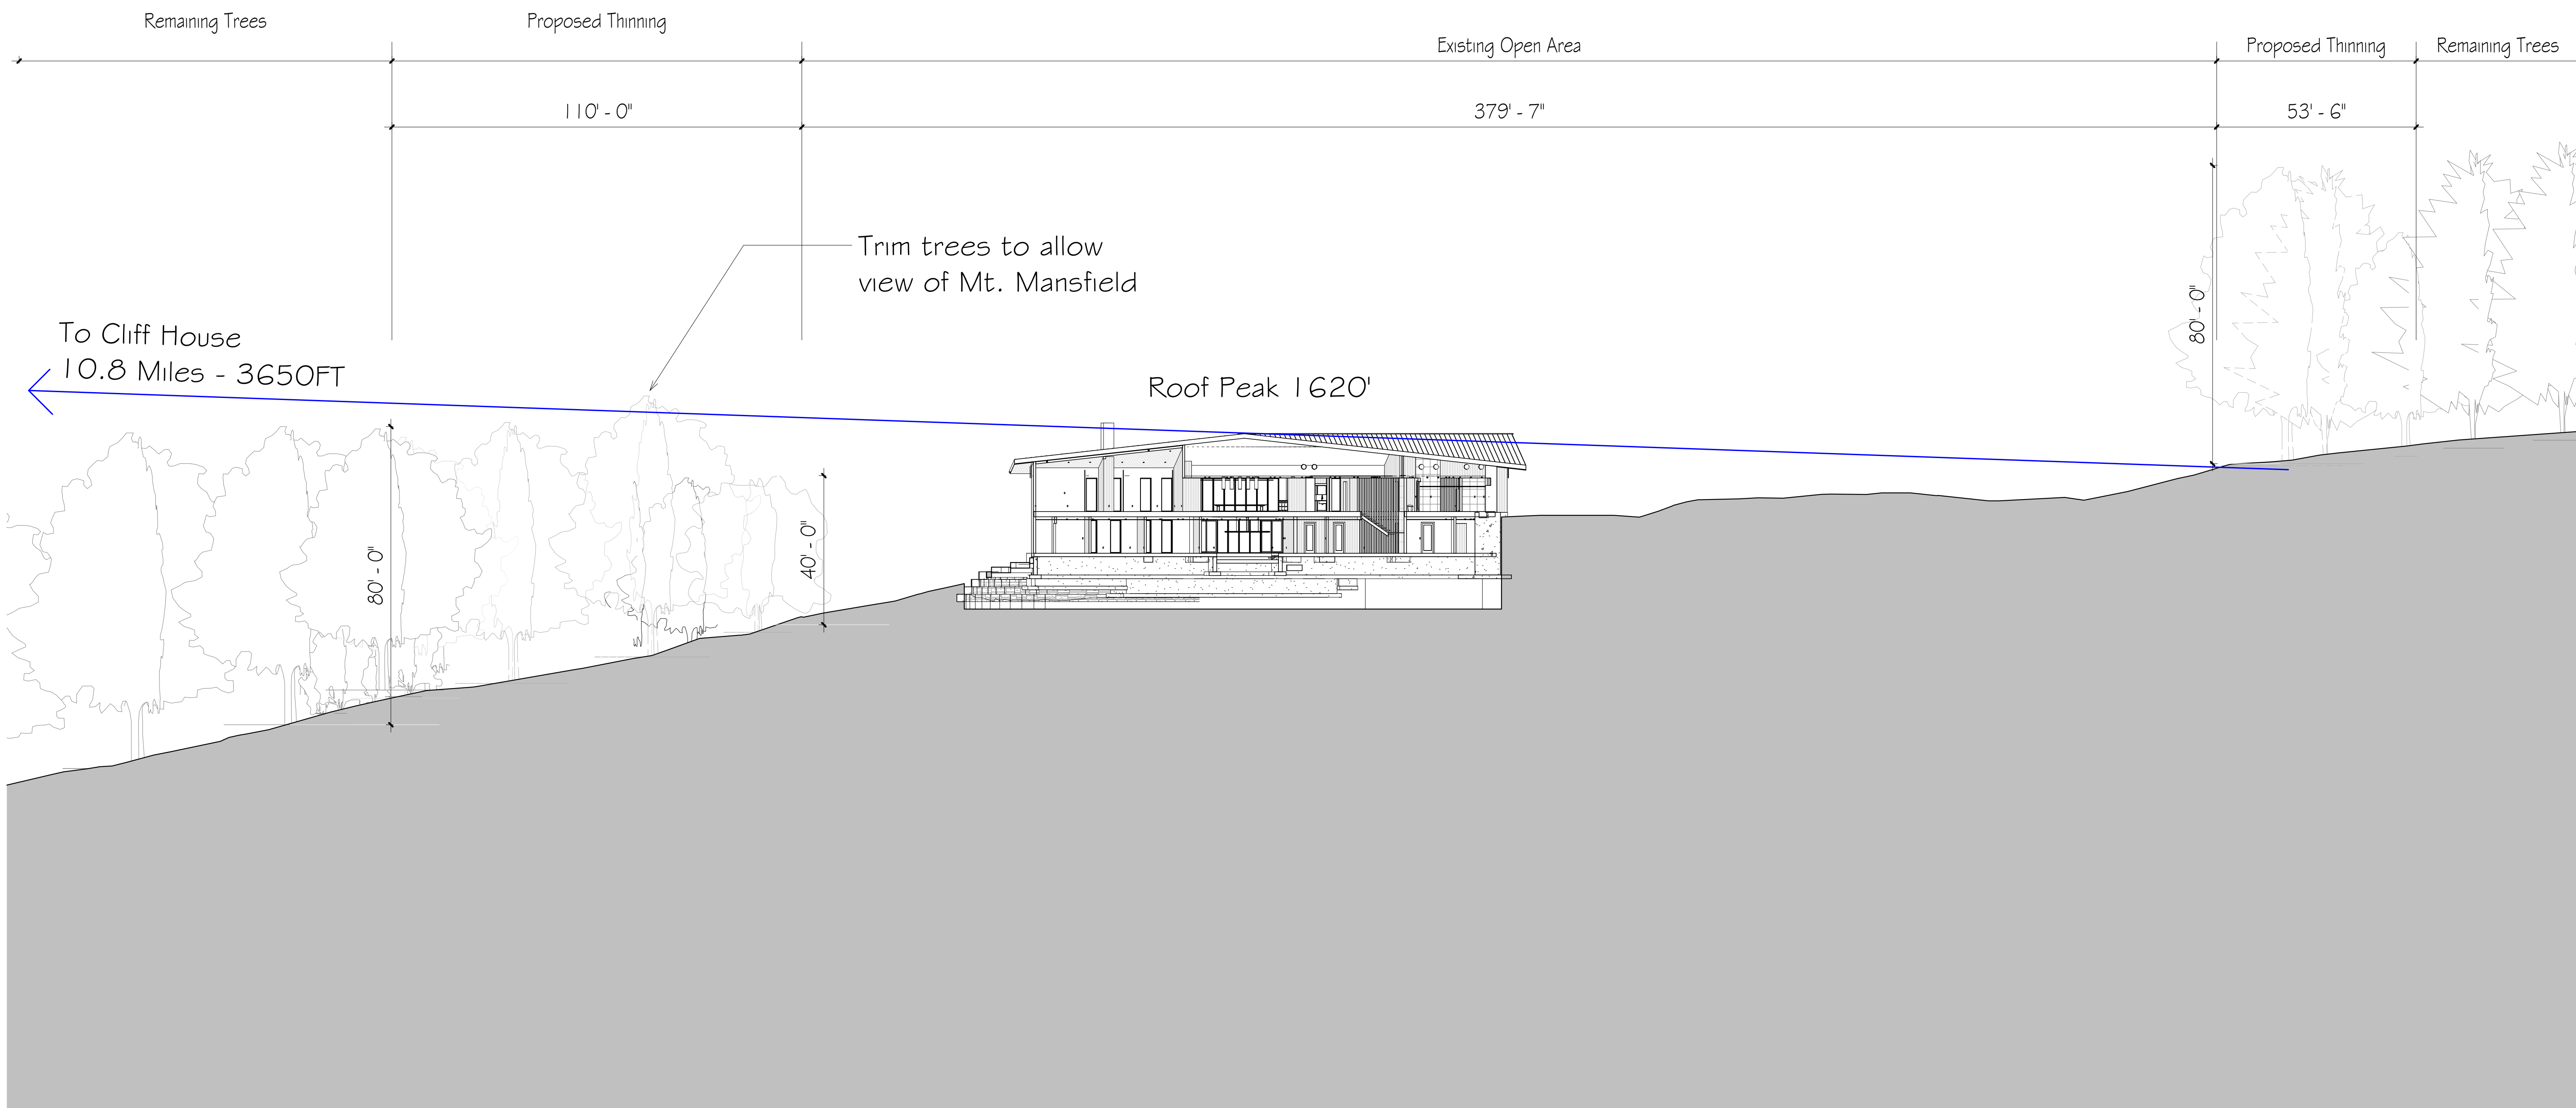 Remaining Trees
Proposed Thinning
Existing Open Area
Proposed Thinning
Remaining Trees
110' - 0"
379' - 7"
53' - 6"
Trim trees to allow
view of Mt. Mansfield
To Cliff House
10.8 Miles - 3650FT
Roof Peak 1620'
80' - 0"
80' - 0"
40' - 0"